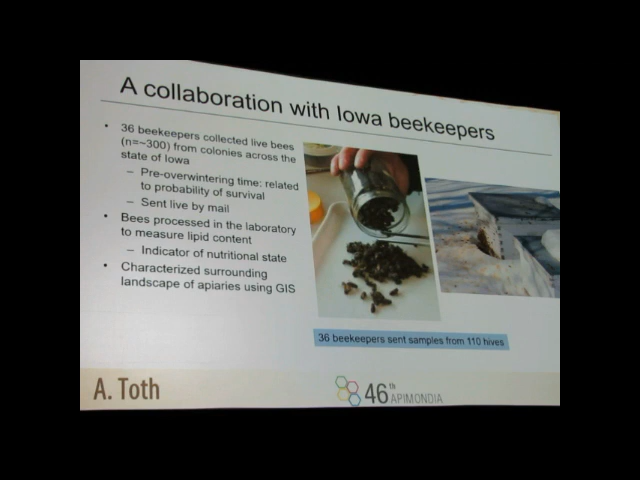 A collaboration with Iowa beekeepers
• 36 beekeepers collected live bees
(n=~300) from colonies across the
state of Iowa
– Pre-overwintering time: related
to probability of survival
– Sent live by mail
• Bees processed in the laboratory
to measure lipid content
– Indicator of nutritional state
• Characterized surrounding
landscape of apiaries using GIS
36 beekeepers sent samples from 110 hives
A. Toth
46th APIMONDIA